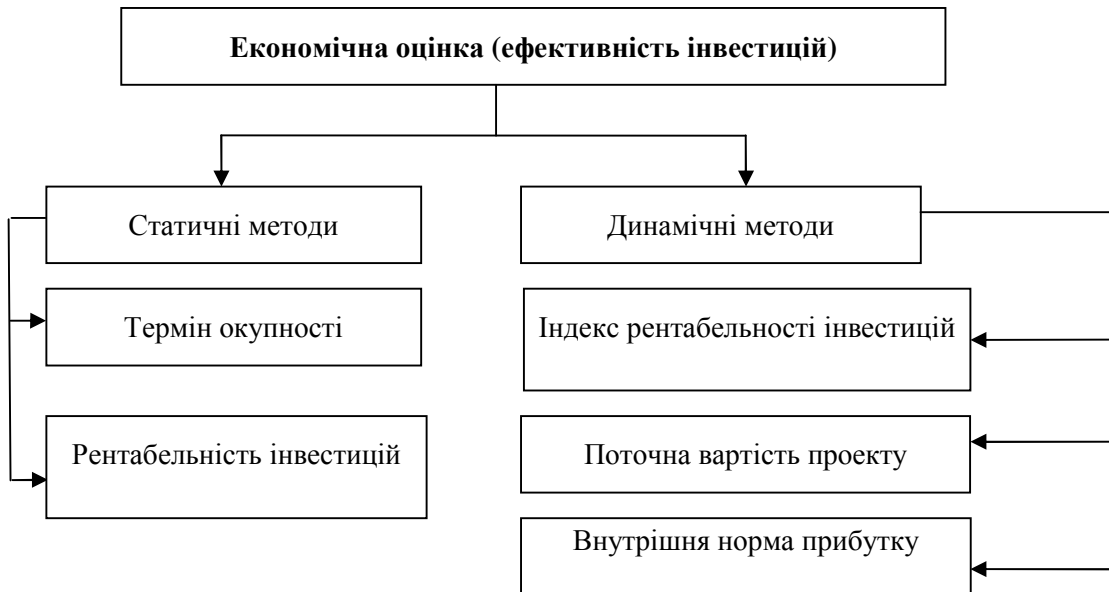 Економічна оцінка (ефективність інвестицій)
Статичні методи
Динамічні методи
Термін окупності
Індекс рентабельності інвестицій
Рентабельність інвестицій
Поточна вартість проекту
Внутрішня норма прибутку